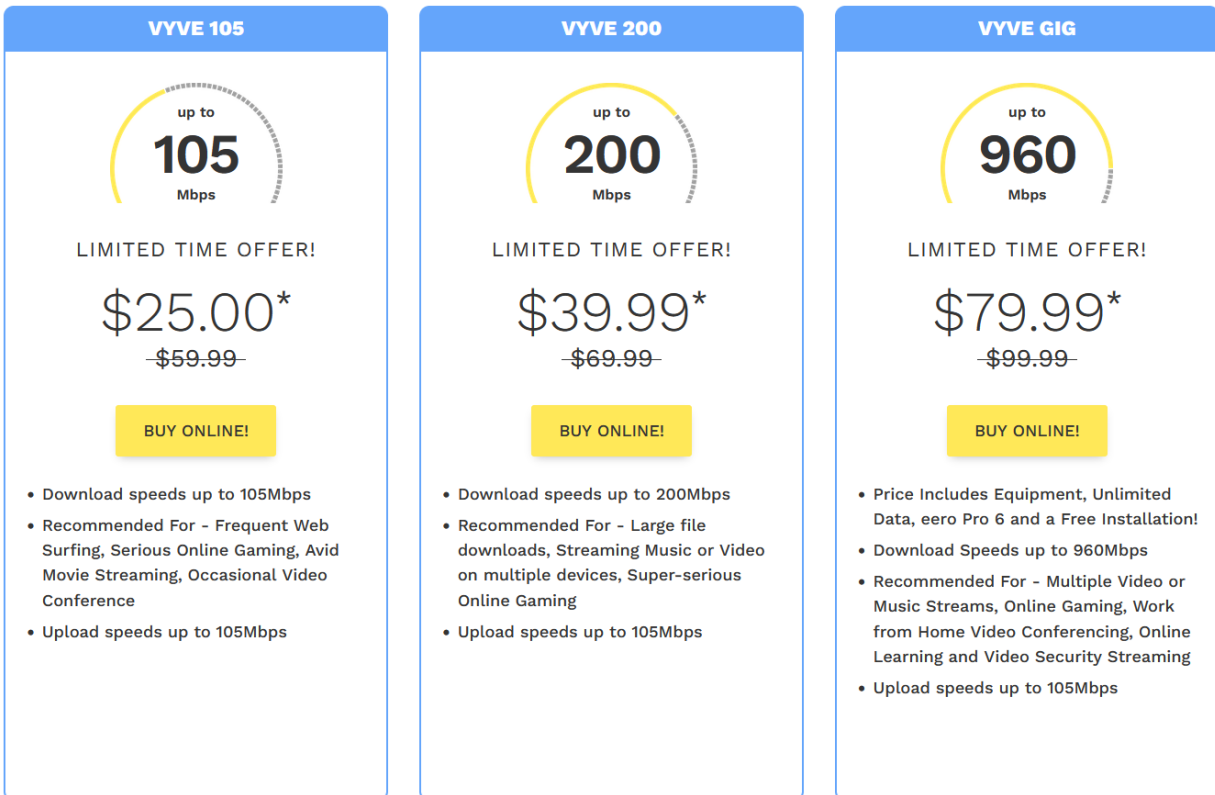 VYVE 105
up to
105
Mbps
LIMITED TIME OFFER!
$25.00*
$59.99
BUY ONLINE!
• Download speeds up to 105Mbps
• Recommended For - Frequent Web
Surfing, Serious Online Gaming, Avid
Movie Streaming, Occasional Video
Conference
• Upload speeds up to 105Mbps
VYVE 200
up to
200
Mbps
LIMITED TIME OFFER!
$39.99*
$69.99
BUY ONLINE!
• Download speeds up to 200Mbps
• Recommended For - Large file
downloads, Streaming Music or Video
on multiple devices, Super-serious
Online Gaming
• Upload speeds up to 105Mbps
VYVE GIG
up to
960
Mbps
LIMITED TIME OFFER!
$79.99*
$99.99
BUY ONLINE!
• Price Includes Equipment, Unlimited
Data, eero Pro 6 and a Free Installation!
• Download Speeds up to 960Mbps
• Recommended For - Multiple Video or
Music Streams, Online Gaming, Work
from Home Video Conferencing, Online
Learning and Video Security Streaming
• Upload speeds up to 105Mbps